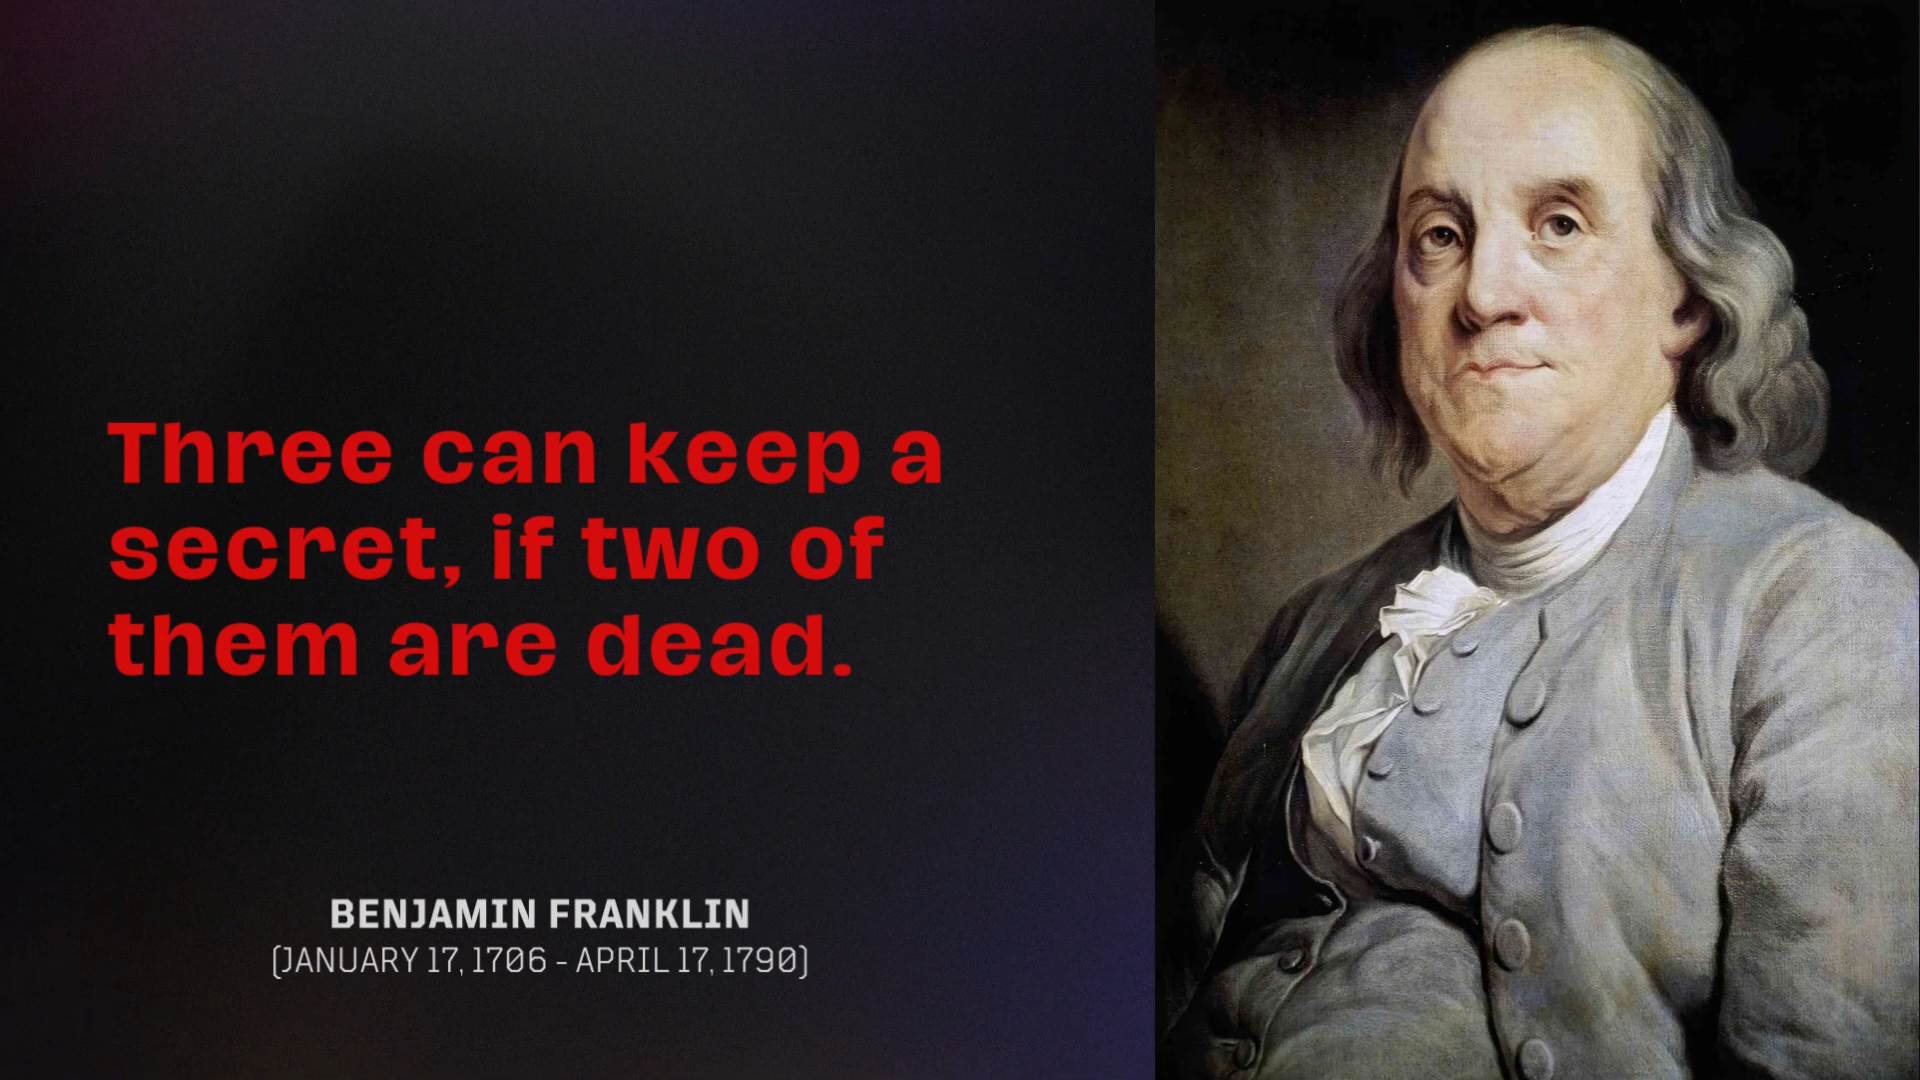 Three can keep a
secret, if two of
them are dead.
BENJAMIN FRANKLIN
(JANUARY 17, 1706 - APRIL 17, 1790)